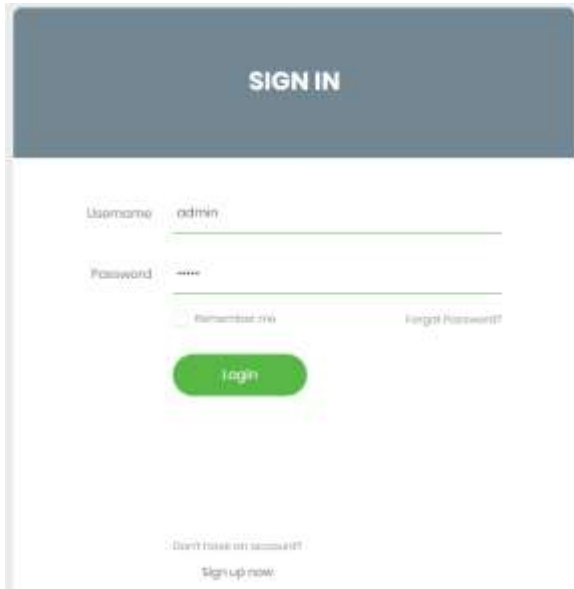 SIGN IN
Username admin
Password •••••
Remember me Forgot Password?
Login
Don't have an account?
Sign up now